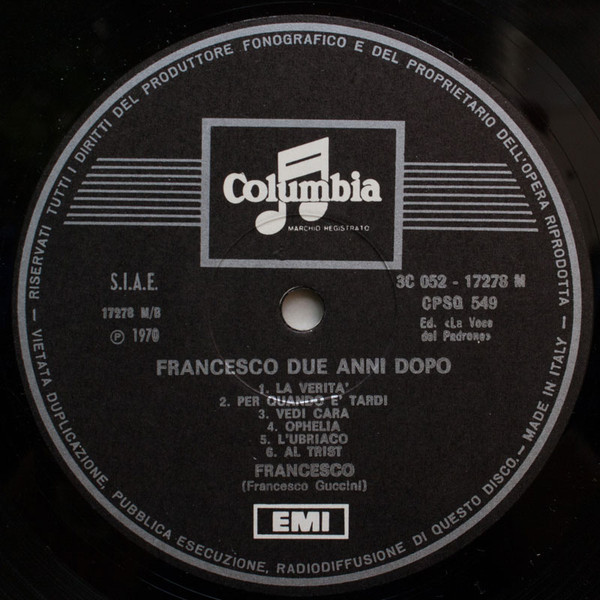 RISERVATI TUTTI I DIRITTI DEL PRODUTTORE FONOGRAFICO E DEL PROPRIETARIO DELL'OPERA RIPRODOTTA
Columbia
MARCHIO REGISTRATO
S.I.A.E.
17278 M/B
Ⓟ 1970
3C 052 - 17278 M
CPSQ 549
Ed. «La Voce
del Padrone»
FRANCESCO DUE ANNI DOPO
1. LA VERITA'
2. PER QUANDO E' TARDI
3. VEDI CARA
4. OPHELIA
5. L'UBRIACO
6. AL TRIST
FRANCESCO
(Francesco Guccini)
EMI
— VIETATA DUPLICAZIONE, PUBBLICA ESECUZIONE, RADIODIFFUSIONE DI QUESTO DISCO. — MADE IN ITALY —